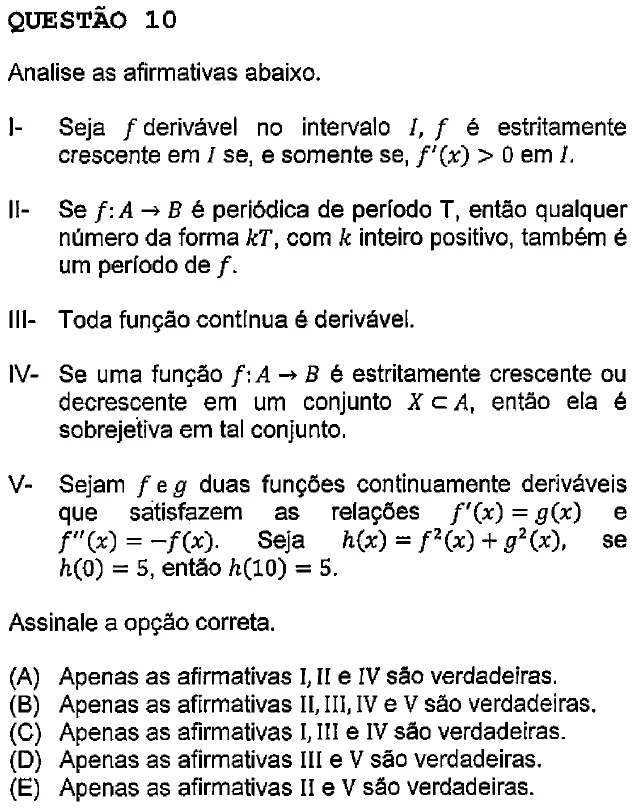 QUESTÃO 10
Analise as afirmativas abaixo.
I- Seja f derivável no intervalo I, f é estritamente
crescente em I se, e somente se, f'(x) > 0 em I.
II- Se f: A → B é periódica de período T, então qualquer
número da forma kT, com k inteiro positivo, também é
um período de f.
III- Toda função contínua é derivável.
IV- Se uma função f: A → B é estritamente crescente ou
decrescente em um conjunto X ⊂ A, então ela é
sobrejetiva em tal conjunto.
V- Sejam f e g duas funções continuamente deriváveis
que satisfazem as relações f'(x) = g(x) e
f''(x) = −f(x). Seja h(x) = f²(x) + g²(x), se
h(0) = 5, então h(10) = 5.
Assinale a opção correta.
(A) Apenas as afirmativas I, II e IV são verdadeiras.
(B) Apenas as afirmativas II, III, IV e V são verdadeiras.
(C) Apenas as afirmativas I, III e IV são verdadeiras.
(D) Apenas as afirmativas III e V são verdadeiras.
(E) Apenas as afirmativas II e V são verdadeiras.